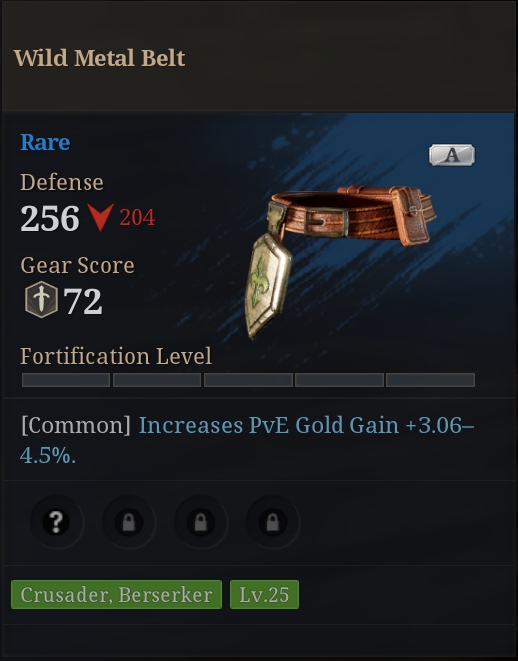 Wild Metal Belt
Rare
A
Defense
256 204
Gear Score
72
Fortification Level
[Common] Increases PvE Gold Gain +3.06–
4.5%.
?
Crusader, Berserker Lv.25